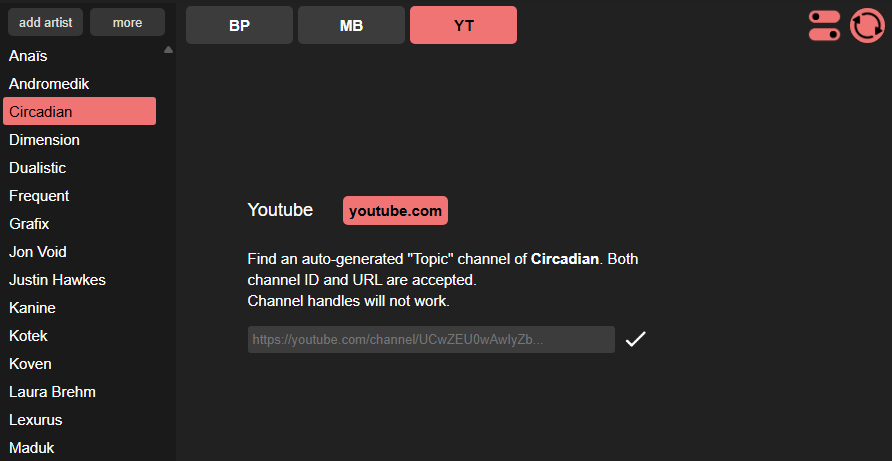 add artist
more
BP
MB
YT
Anaïs
Andromedik
Circadian
Dimension
Dualistic
Frequent
Grafix
Jon Void
Justin Hawkes
Kanine
Kotek
Koven
Laura Brehm
Lexurus
Maduk
Youtube
youtube.com
Find an auto-generated "Topic" channel of Circadian. Both
channel ID and URL are accepted.
Channel handles will not work.
https://youtube.com/channel/UCwZEU0wAwIyZb...